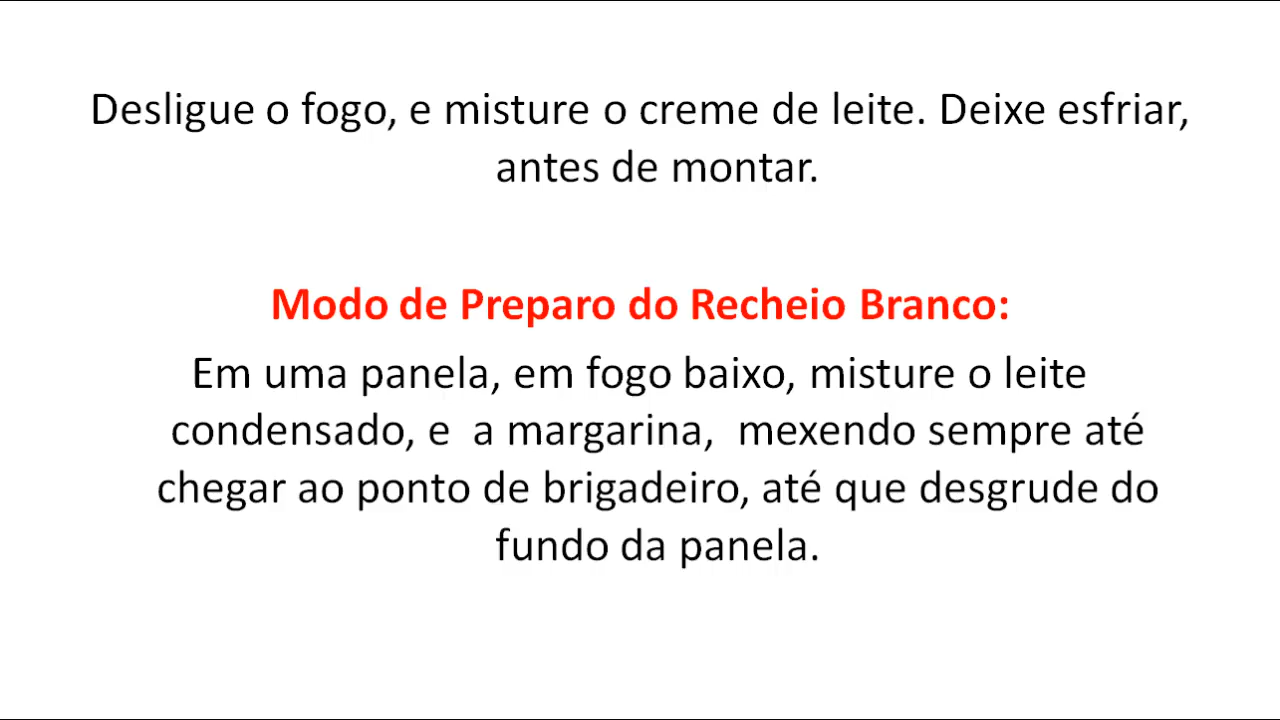 Desligue o fogo, e misture o creme de leite. Deixe esfriar,
antes de montar.
Modo de Preparo do Recheio Branco:
Em uma panela, em fogo baixo, misture o leite
condensado, e  a margarina,  mexendo sempre até
chegar ao ponto de brigadeiro, até que desgrude do
fundo da panela.